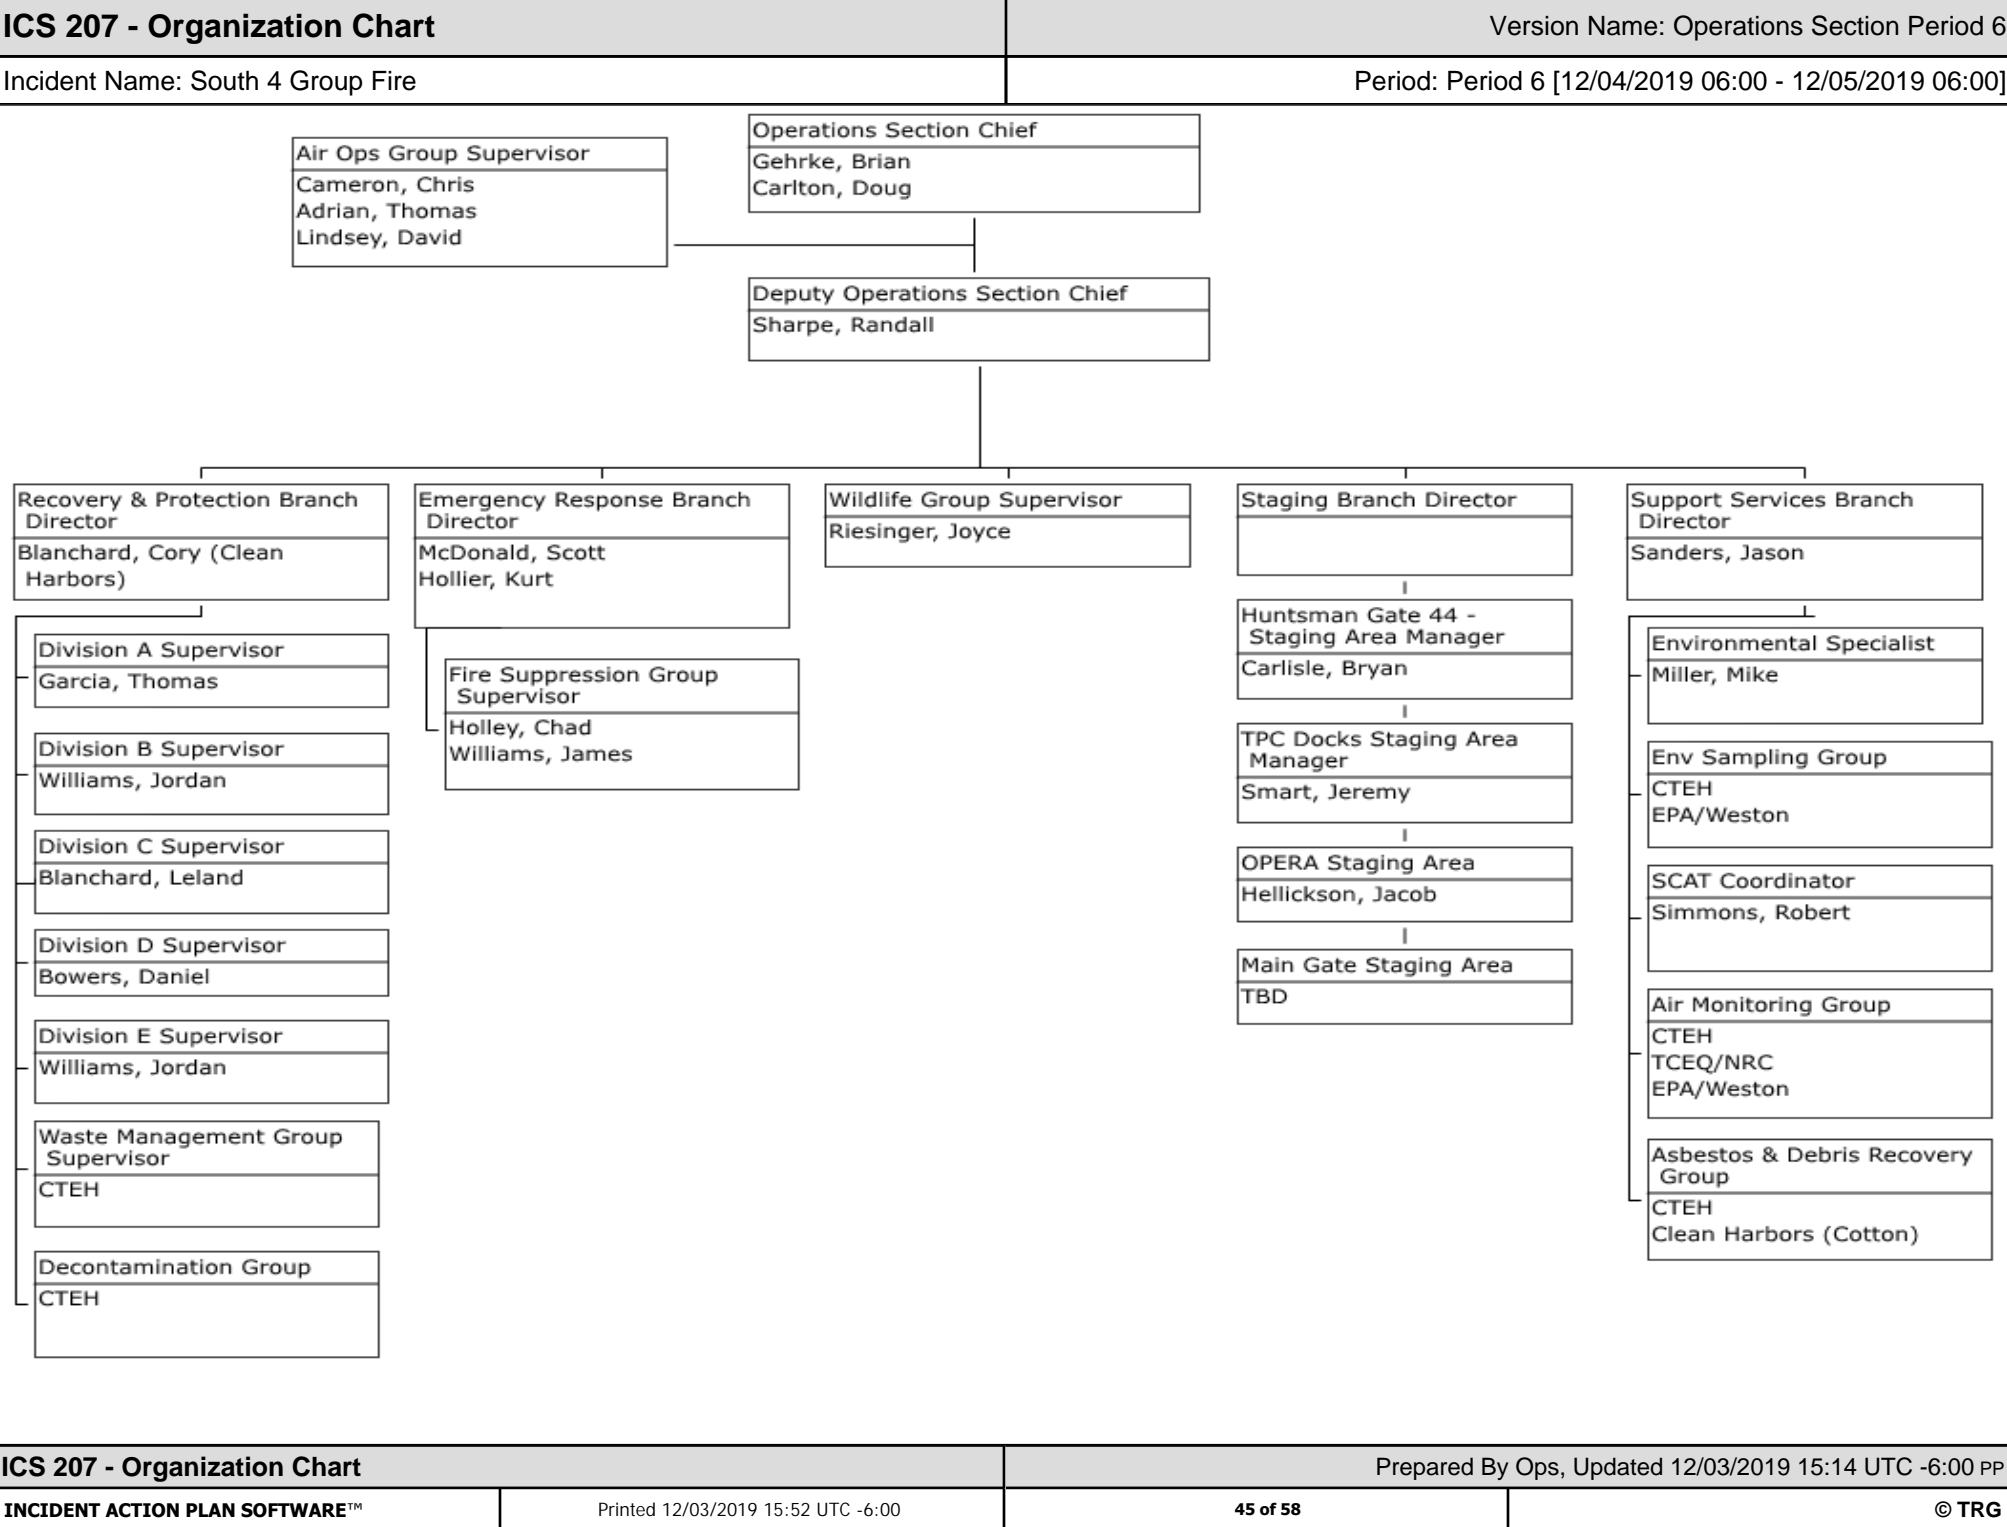 ICS 207 - Organization Chart
Version Name: Operations Section Period 6
Incident Name: South 4 Group Fire
Period: Period 6 [12/04/2019 06:00 - 12/05/2019 06:00]
Operations Section Chief
Gehrke, Brian
Carlton, Doug
Air Ops Group Supervisor
Cameron, Chris
Adrian, Thomas
Lindsey, David
Deputy Operations Section Chief
Sharpe, Randall
Recovery & Protection Branch
Director
Blanchard, Cory (Clean
Harbors)
Division A Supervisor
Garcia, Thomas
Division B Supervisor
Williams, Jordan
Division C Supervisor
Blanchard, Leland
Division D Supervisor
Bowers, Daniel
Division E Supervisor
Williams, Jordan
Waste Management Group
Supervisor
CTEH
Decontamination Group
CTEH
Emergency Response Branch
Director
McDonald, Scott
Hollier, Kurt
Fire Suppression Group
Supervisor
Holley, Chad
Williams, James
Wildlife Group Supervisor
Riesinger, Joyce
Staging Branch Director
Huntsman Gate 44 -
Staging Area Manager
Carlisle, Bryan
TPC Docks Staging Area
Manager
Smart, Jeremy
OPERA Staging Area
Hellickson, Jacob
Main Gate Staging Area
TBD
Support Services Branch
Director
Sanders, Jason
Environmental Specialist
Miller, Mike
Env Sampling Group
CTEH
EPA/Weston
SCAT Coordinator
Simmons, Robert
Air Monitoring Group
CTEH
TCEQ/NRC
EPA/Weston
Asbestos & Debris Recovery
Group
CTEH
Clean Harbors (Cotton)
ICS 207 - Organization Chart
Prepared By Ops, Updated 12/03/2019 15:14 UTC -6:00 PP
INCIDENT ACTION PLAN SOFTWARE™
Printed 12/03/2019 15:52 UTC -6:00
45 of 58
© TRG